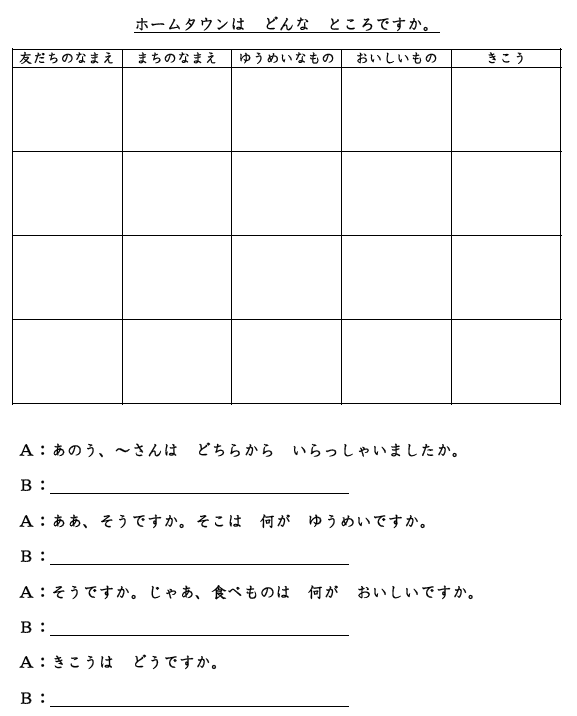 ホームタウンは　どんな　ところですか。
友だちのなまえ　まちのなまえ　ゆうめいなもの　おいしいもの　きこう
A：あのう、～さんは　どちらから　いらっしゃいましたか。
B：
A：ああ、そうですか。そこは　何が　ゆうめいですか。
B：
A：そうですか。じゃあ、食べものは　何が　おいしいですか。
B：
A：きこうは　どうですか。
B：